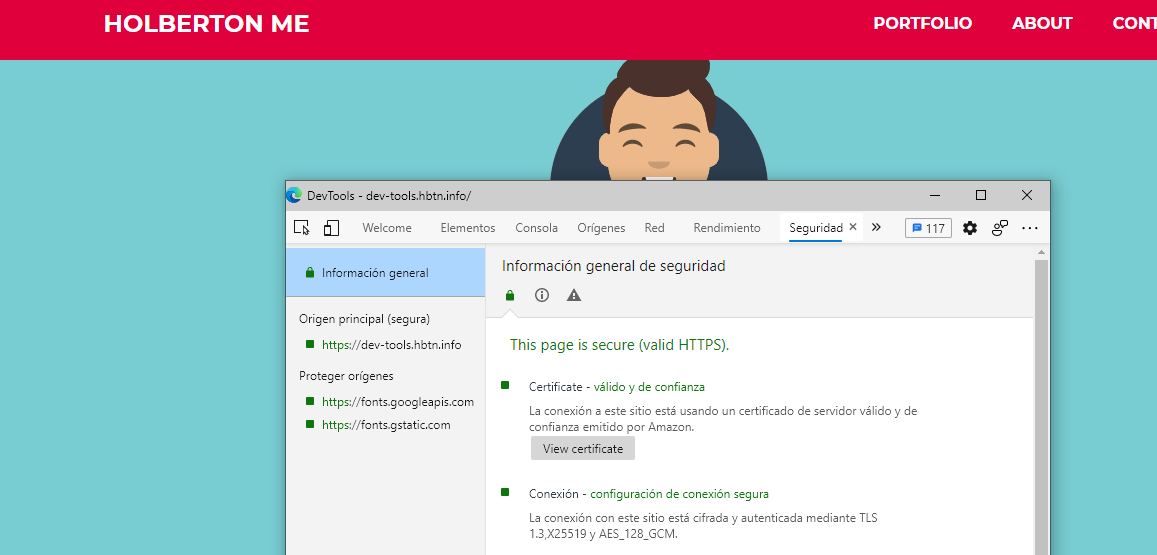 HOLBERTON ME
PORTFOLIO ABOUT CONT
DevTools - dev-tools.hbtn.info/
Welcome Elementos Consola Orígenes Red Rendimiento Seguridad 117
Información general
Origen principal (segura)
https://dev-tools.hbtn.info
Proteger orígenes
https://fonts.googleapis.com
https://fonts.gstatic.com
Información general de seguridad
This page is secure (valid HTTPS).
Certificate - válido y de confianza
La conexión a este sitio está usando un certificado de servidor válido y de
confianza emitido por Amazon.
View certificate
Conexión - configuración de conexión segura
La conexión con este sitio está cifrada y autenticada mediante TLS
1.3,X25519 y AES_128_GCM.